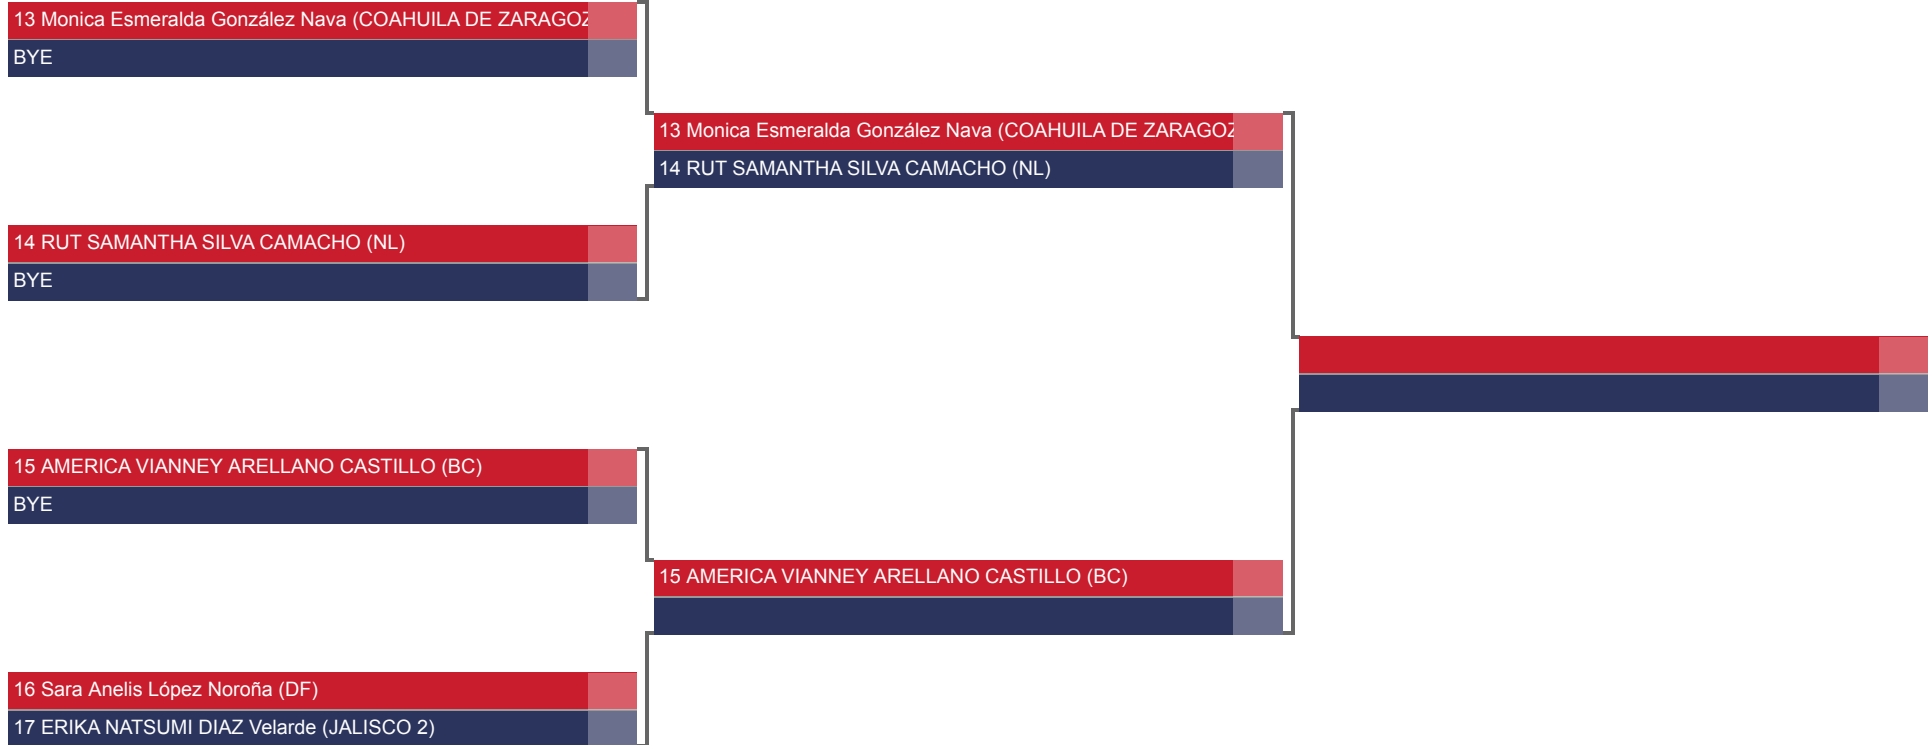 13 Monica Esmeralda González Nava (COAHUILA DE ZARAGOZ
BYE
14 RUT SAMANTHA SILVA CAMACHO (NL)
BYE
15 AMERICA VIANNEY ARELLANO CASTILLO (BC)
BYE
16 Sara Anelis López Noroña (DF)
17 ERIKA NATSUMI DIAZ Velarde (JALISCO 2)
13 Monica Esmeralda González Nava (COAHUILA DE ZARAGOZ
14 RUT SAMANTHA SILVA CAMACHO (NL)
15 AMERICA VIANNEY ARELLANO CASTILLO (BC)